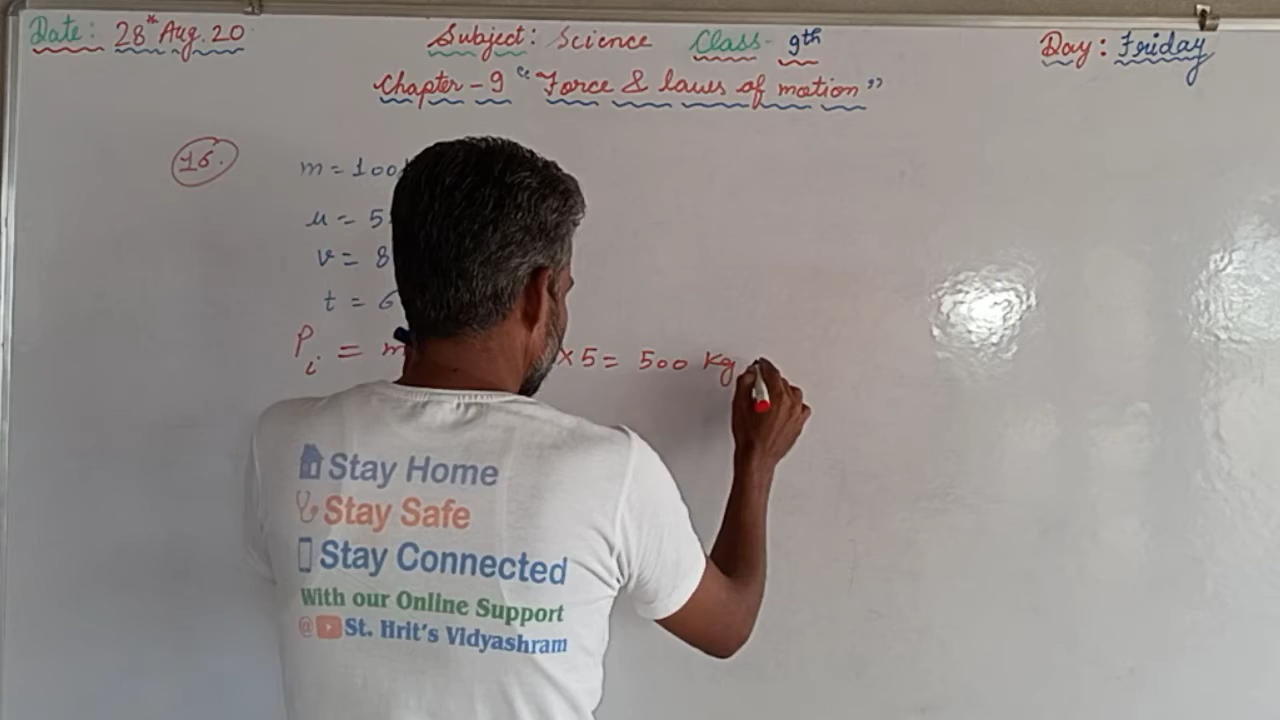 Date: 28th Aug. 20 Subject: Science Class- 9th Day: Friday
Chapter-9 "Force & laws of motion"
16.
m = 100
u = 5
v = 8
t = 6
Pi = m ×5 = 500 Kg
Stay Home
Stay Safe
Stay Connected
With our Online Support
@ St. Hrit's Vidyashram